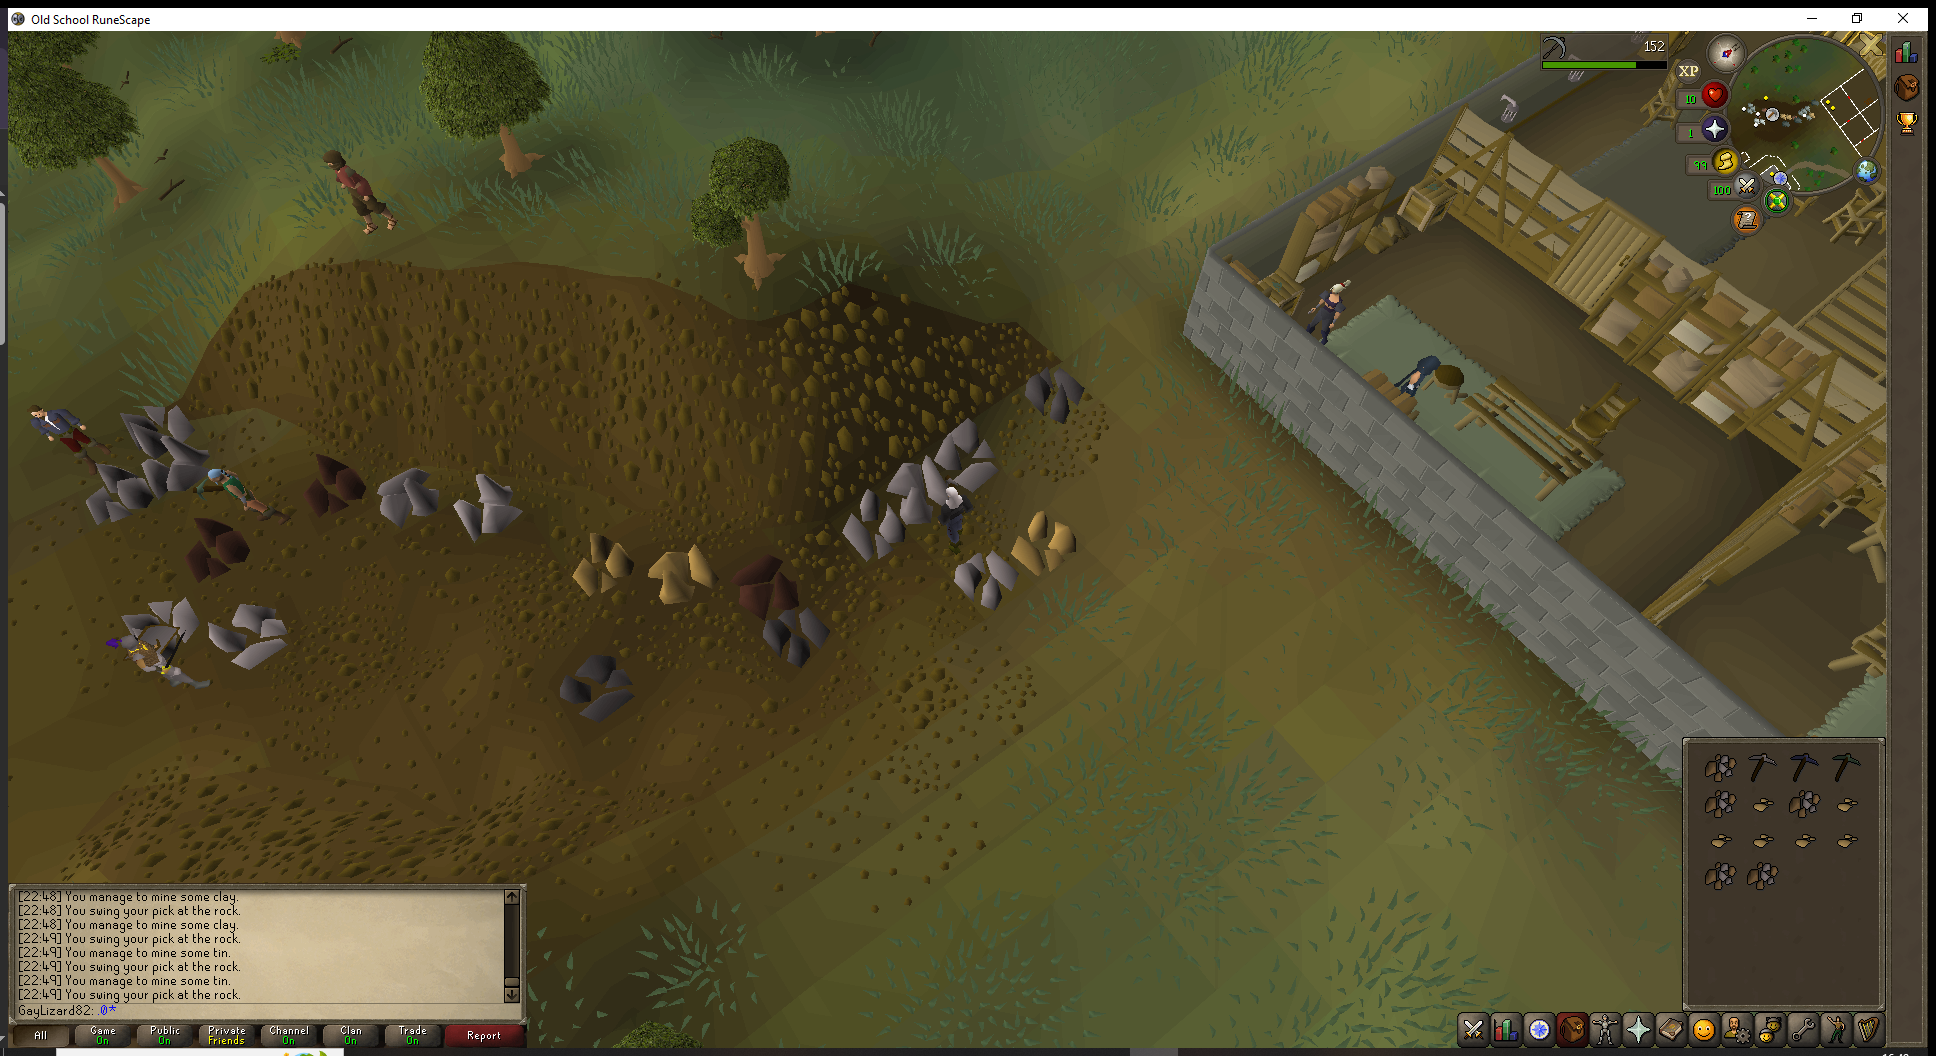 Old School RuneScape
152
XP
10
1
99
100
[22:48] You manage to mine some clay.
[22:48] You swing your pick at the rock.
[22:48] You manage to mine some clay.
[22:49] You swing your pick at the rock.
[22:49] You manage to mine some tin.
[22:49] You swing your pick at the rock.
[22:49] You manage to mine some tin.
[22:49] You swing your pick at the rock.
GayLizard82: .0*
All
Game
On
Public
On
Private
Friends
Channel
On
Clan
On
Trade
On
Report